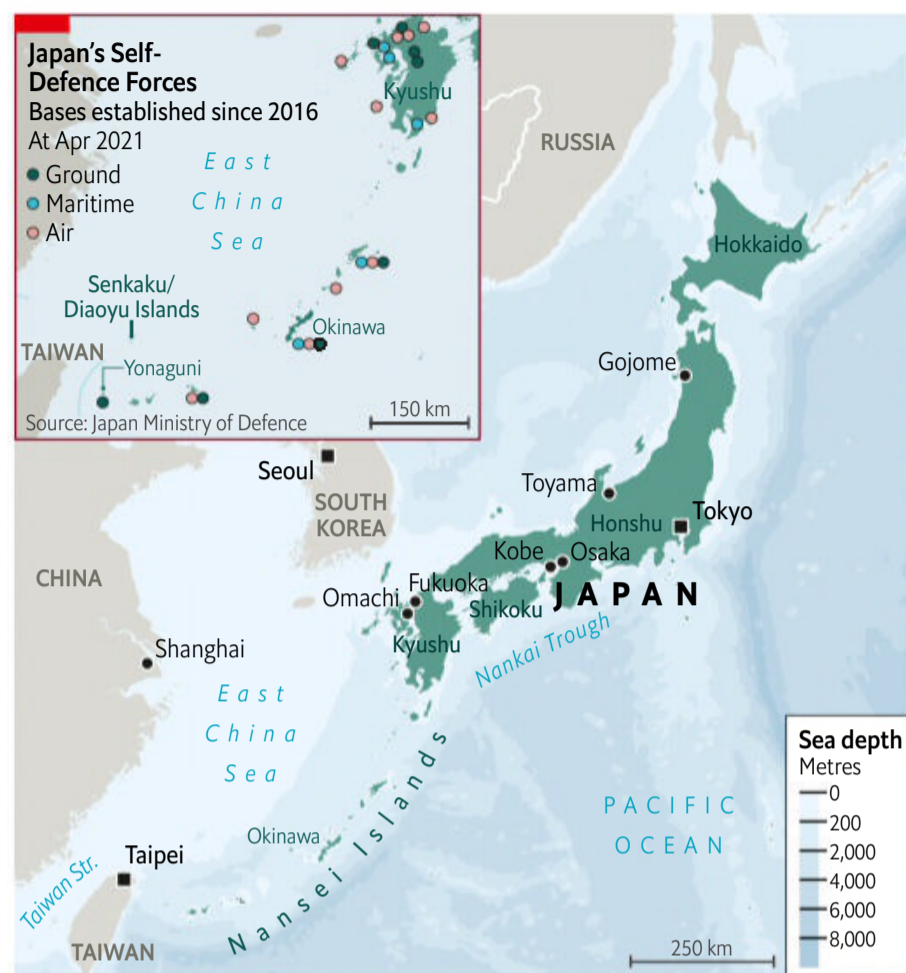 Japan's Self-
Defence Forces
Bases established since 2016
At Apr 2021
Ground
Maritime
Air
East
China
Sea
Kyushu
Senkaku/
Diaoyu Islands
TAIWAN
Yonaguni
Okinawa
Source: Japan Ministry of Defence
150 km
RUSSIA
Hokkaido
Gojome
Seoul
SOUTH
KOREA
Toyama
Honshu
Tokyo
Kobe
Osaka
CHINA
Omachi
Fukuoka
Shikoku
JAPAN
Kyushu
Nankai Trough
Shanghai
East
China
Sea
Nansei Islands
Okinawa
PACIFIC
OCEAN
Taiwan Str.
Taipei
TAIWAN
250 km
Sea depth
Metres
0
200
2,000
4,000
6,000
8,000